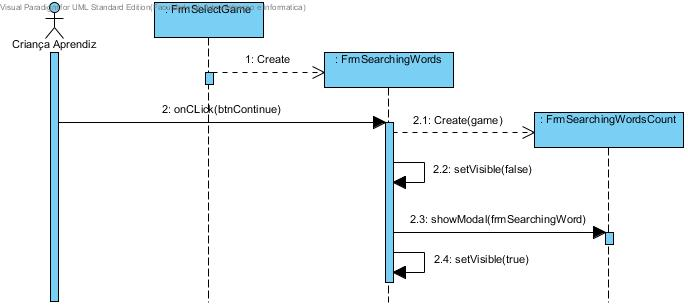 Visual Paradigm for UML Standard Edition(
: FrmSelectGame
Criança Aprendiz
1: Create
: FrmSearchingWords
2: onCLick(btnContinue)
2.1: Create(game)
: FrmSearchingWordsCount
2.2: setVisible(false)
2.3: showModal(frmSearchingWord)
2.4: setVisible(true)